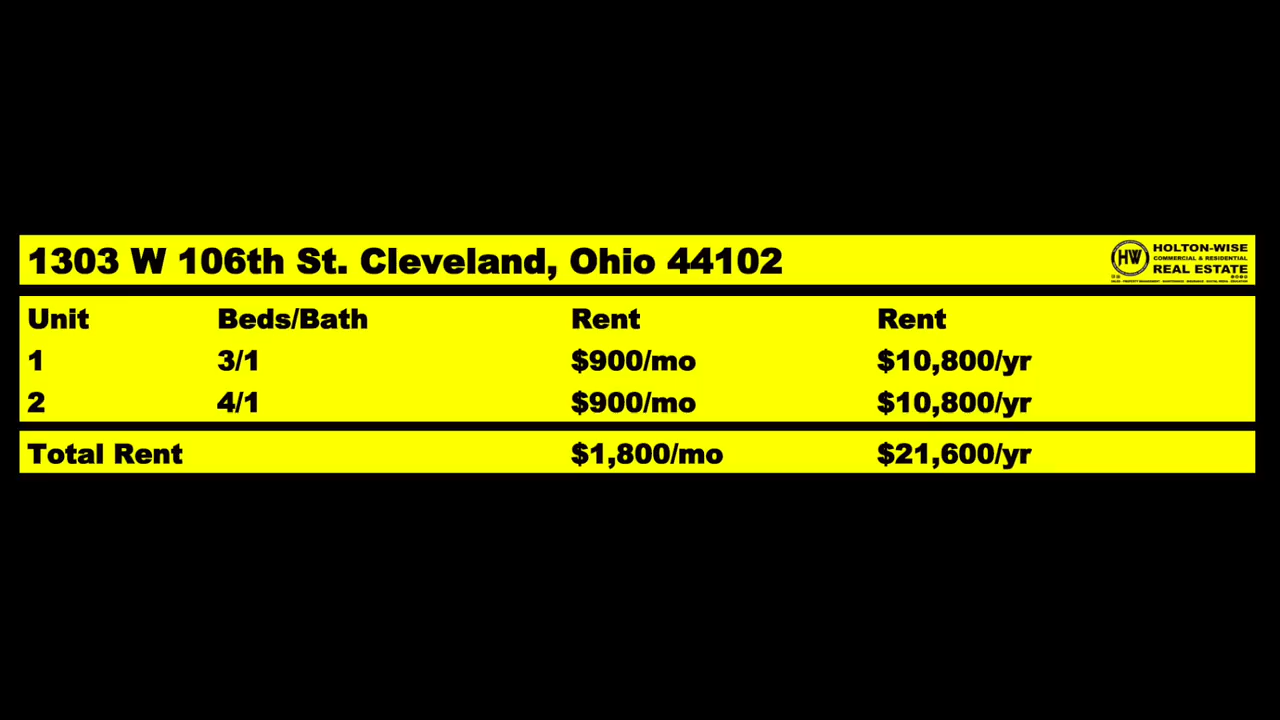 1303 W 106th St. Cleveland, Ohio 44102
HW
HOLTON-WISE
COMMERCIAL & RESIDENTIAL
REAL ESTATE
Unit Beds/Bath Rent Rent
1 3/1 $900/mo $10,800/yr
2 4/1 $900/mo $10,800/yr
Total Rent $1,800/mo $21,600/yr